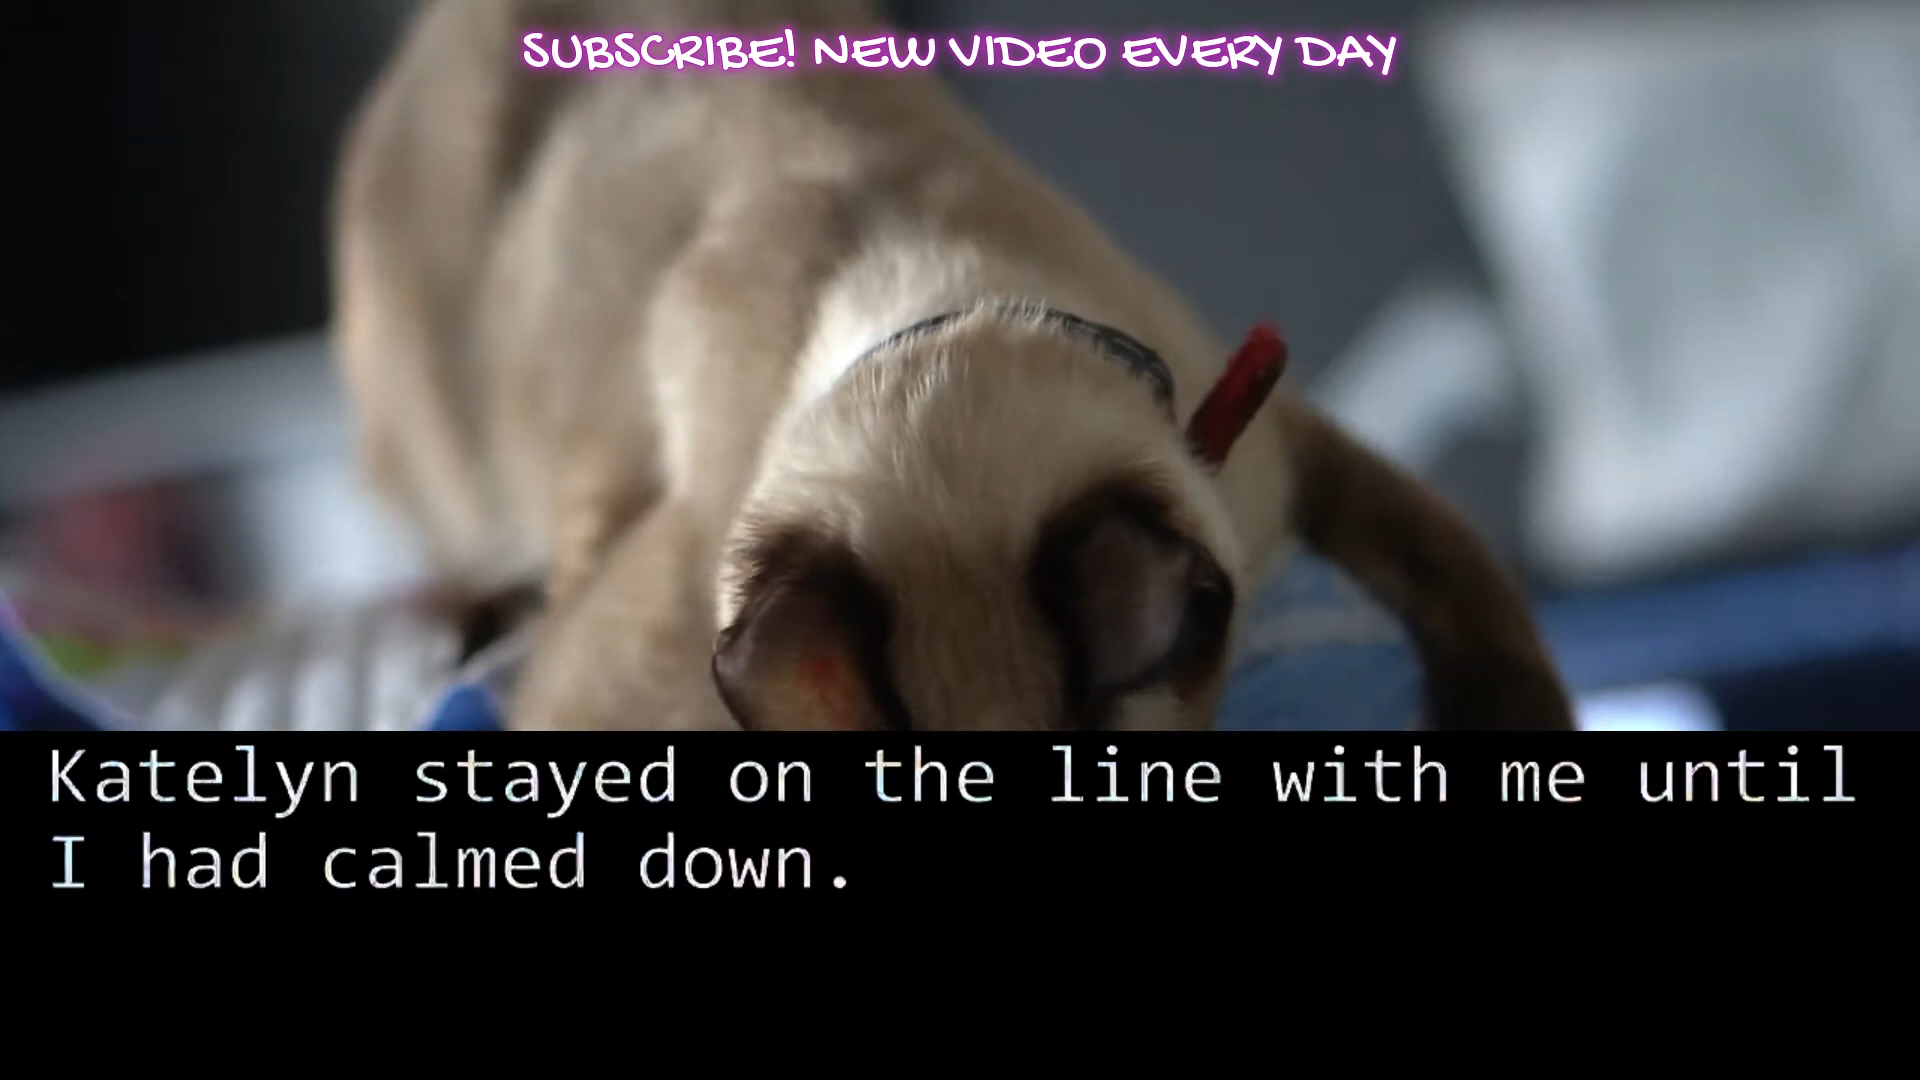 SUBSCRIBE! NEW VIDEO EVERY DAY
Katelyn stayed on the line with me until
I had calmed down.